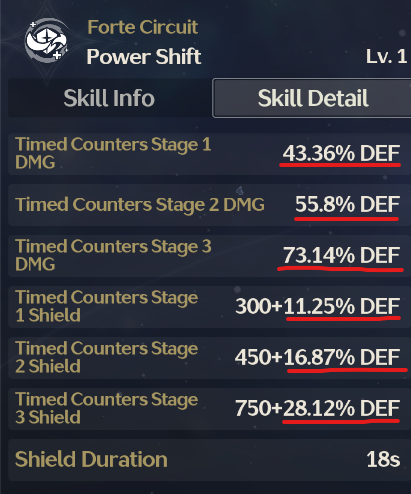 Forte Circuit
Power Shift
Lv. 1
Skill Info
Skill Detail
Timed Counters Stage 1
DMG
43.36% DEF
Timed Counters Stage 2 DMG
55.8% DEF
Timed Counters Stage 3
DMG
73.14% DEF
Timed Counters Stage
1 Shield
300+11.25% DEF
Timed Counters Stage
2 Shield
450+16.87% DEF
Timed Counters Stage
3 Shield
750+28.12% DEF
Shield Duration
18s